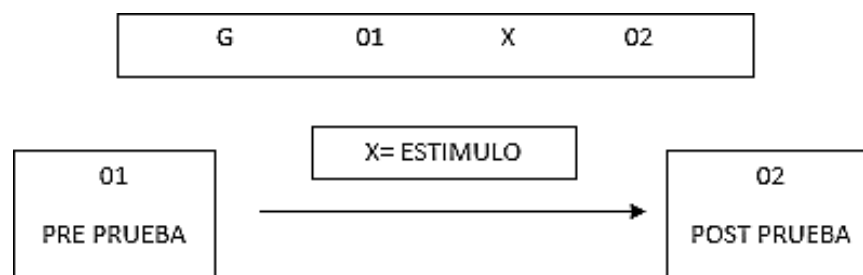 G 01 X 02
X= ESTIMULO
01
PRE PRUEBA
02
POST PRUEBA